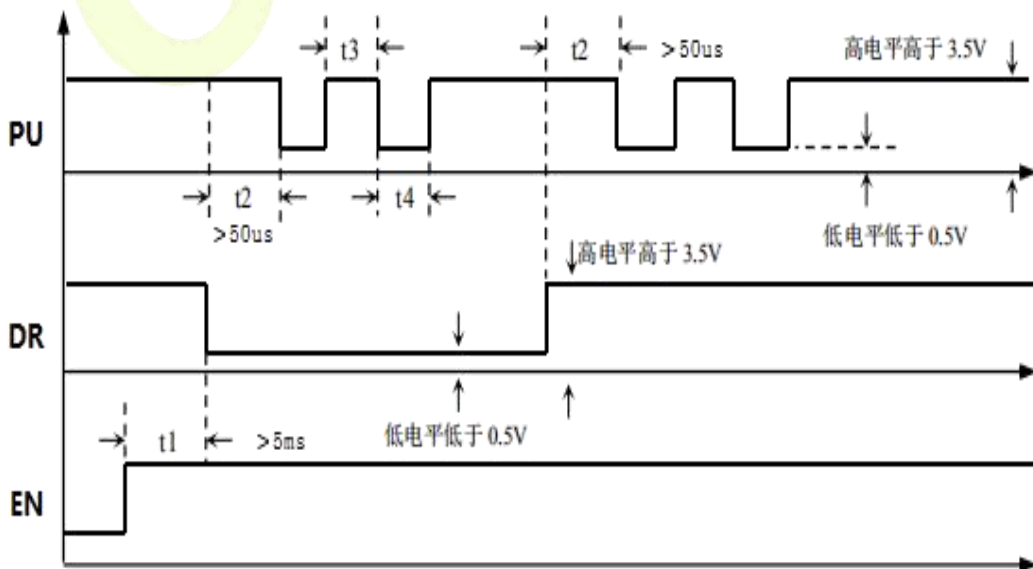 t3
t2
>50us
高电平高于 3.5V
PU
t2
t4
>50us
低电平低于 0.5V
高电平高于 3.5V
DR
t1
>5ms
低电平低于 0.5V
EN